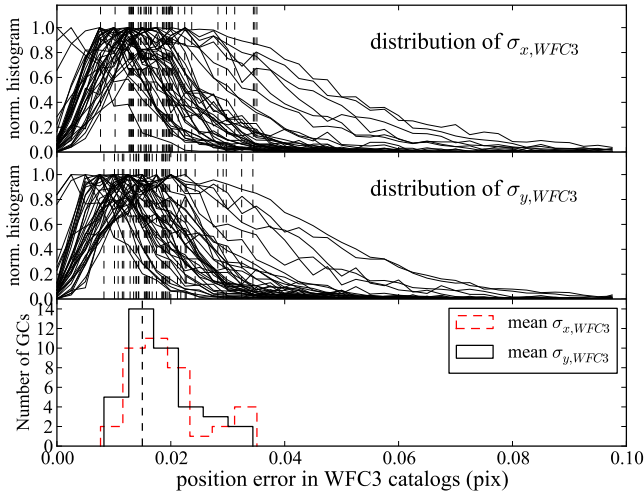 norm. histogram
1.0
0.8
0.6
0.4
0.2
0.0
distribution of σx,WFC3
norm. histogram
1.0
0.8
0.6
0.4
0.2
0.0
distribution of σy,WFC3
Number of GCs
14
12
10
8
6
4
2
0
mean σx,WFC3
mean σy,WFC3
0.00 0.02 0.04 0.06 0.08 0.10
position error in WFC3 catalogs (pix)